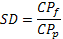 SD = CP_f / CP_p